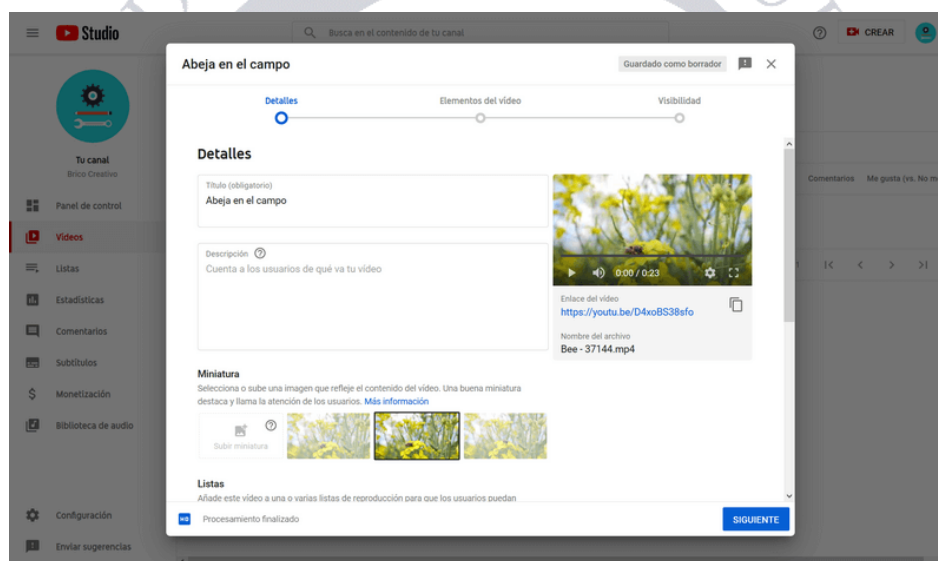 Studio
Busca en el contenido de tu canal
CREAR
Tu canal
Brico Creativo
Panel de control
Vídeos
Listas
Estadísticas
Comentarios
Subtítulos
Monetización
Biblioteca de audio
Configuración
Enviar sugerencias
Abeja en el campo
Guardado como borrador
Detalles
Elementos del vídeo
Visibilidad
Detalles
Título (obligatorio)
Abeja en el campo
Descripción
Cuenta a los usuarios de qué va tu vídeo
0:00 / 0:23
Enlace del vídeo
https://youtu.be/D4xoBS38sfo
Nombre del archivo
Bee - 37144.mp4
Miniatura
Selecciona o sube una imagen que refleje el contenido del vídeo. Una buena miniatura
destaca y llama la atención de los usuarios. Más información
Subir miniatura
Listas
Añade este vídeo a una o varias listas de reproducción para que los usuarios puedan
HD
Procesamiento finalizado
SIGUIENTE
Comentarios
Me gusta (vs. No